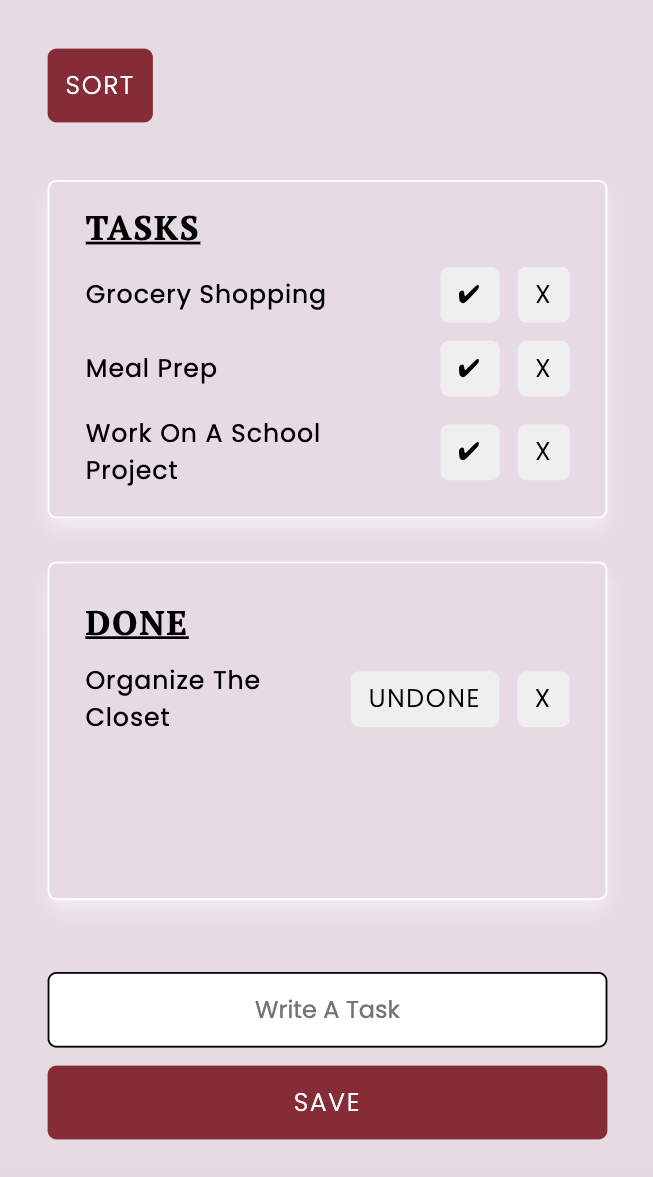 SORT
TASKS
Grocery Shopping ✔ X
Meal Prep ✔ X
Work On A School
Project ✔ X
DONE
Organize The
Closet UNDONE X
Write A Task
SAVE